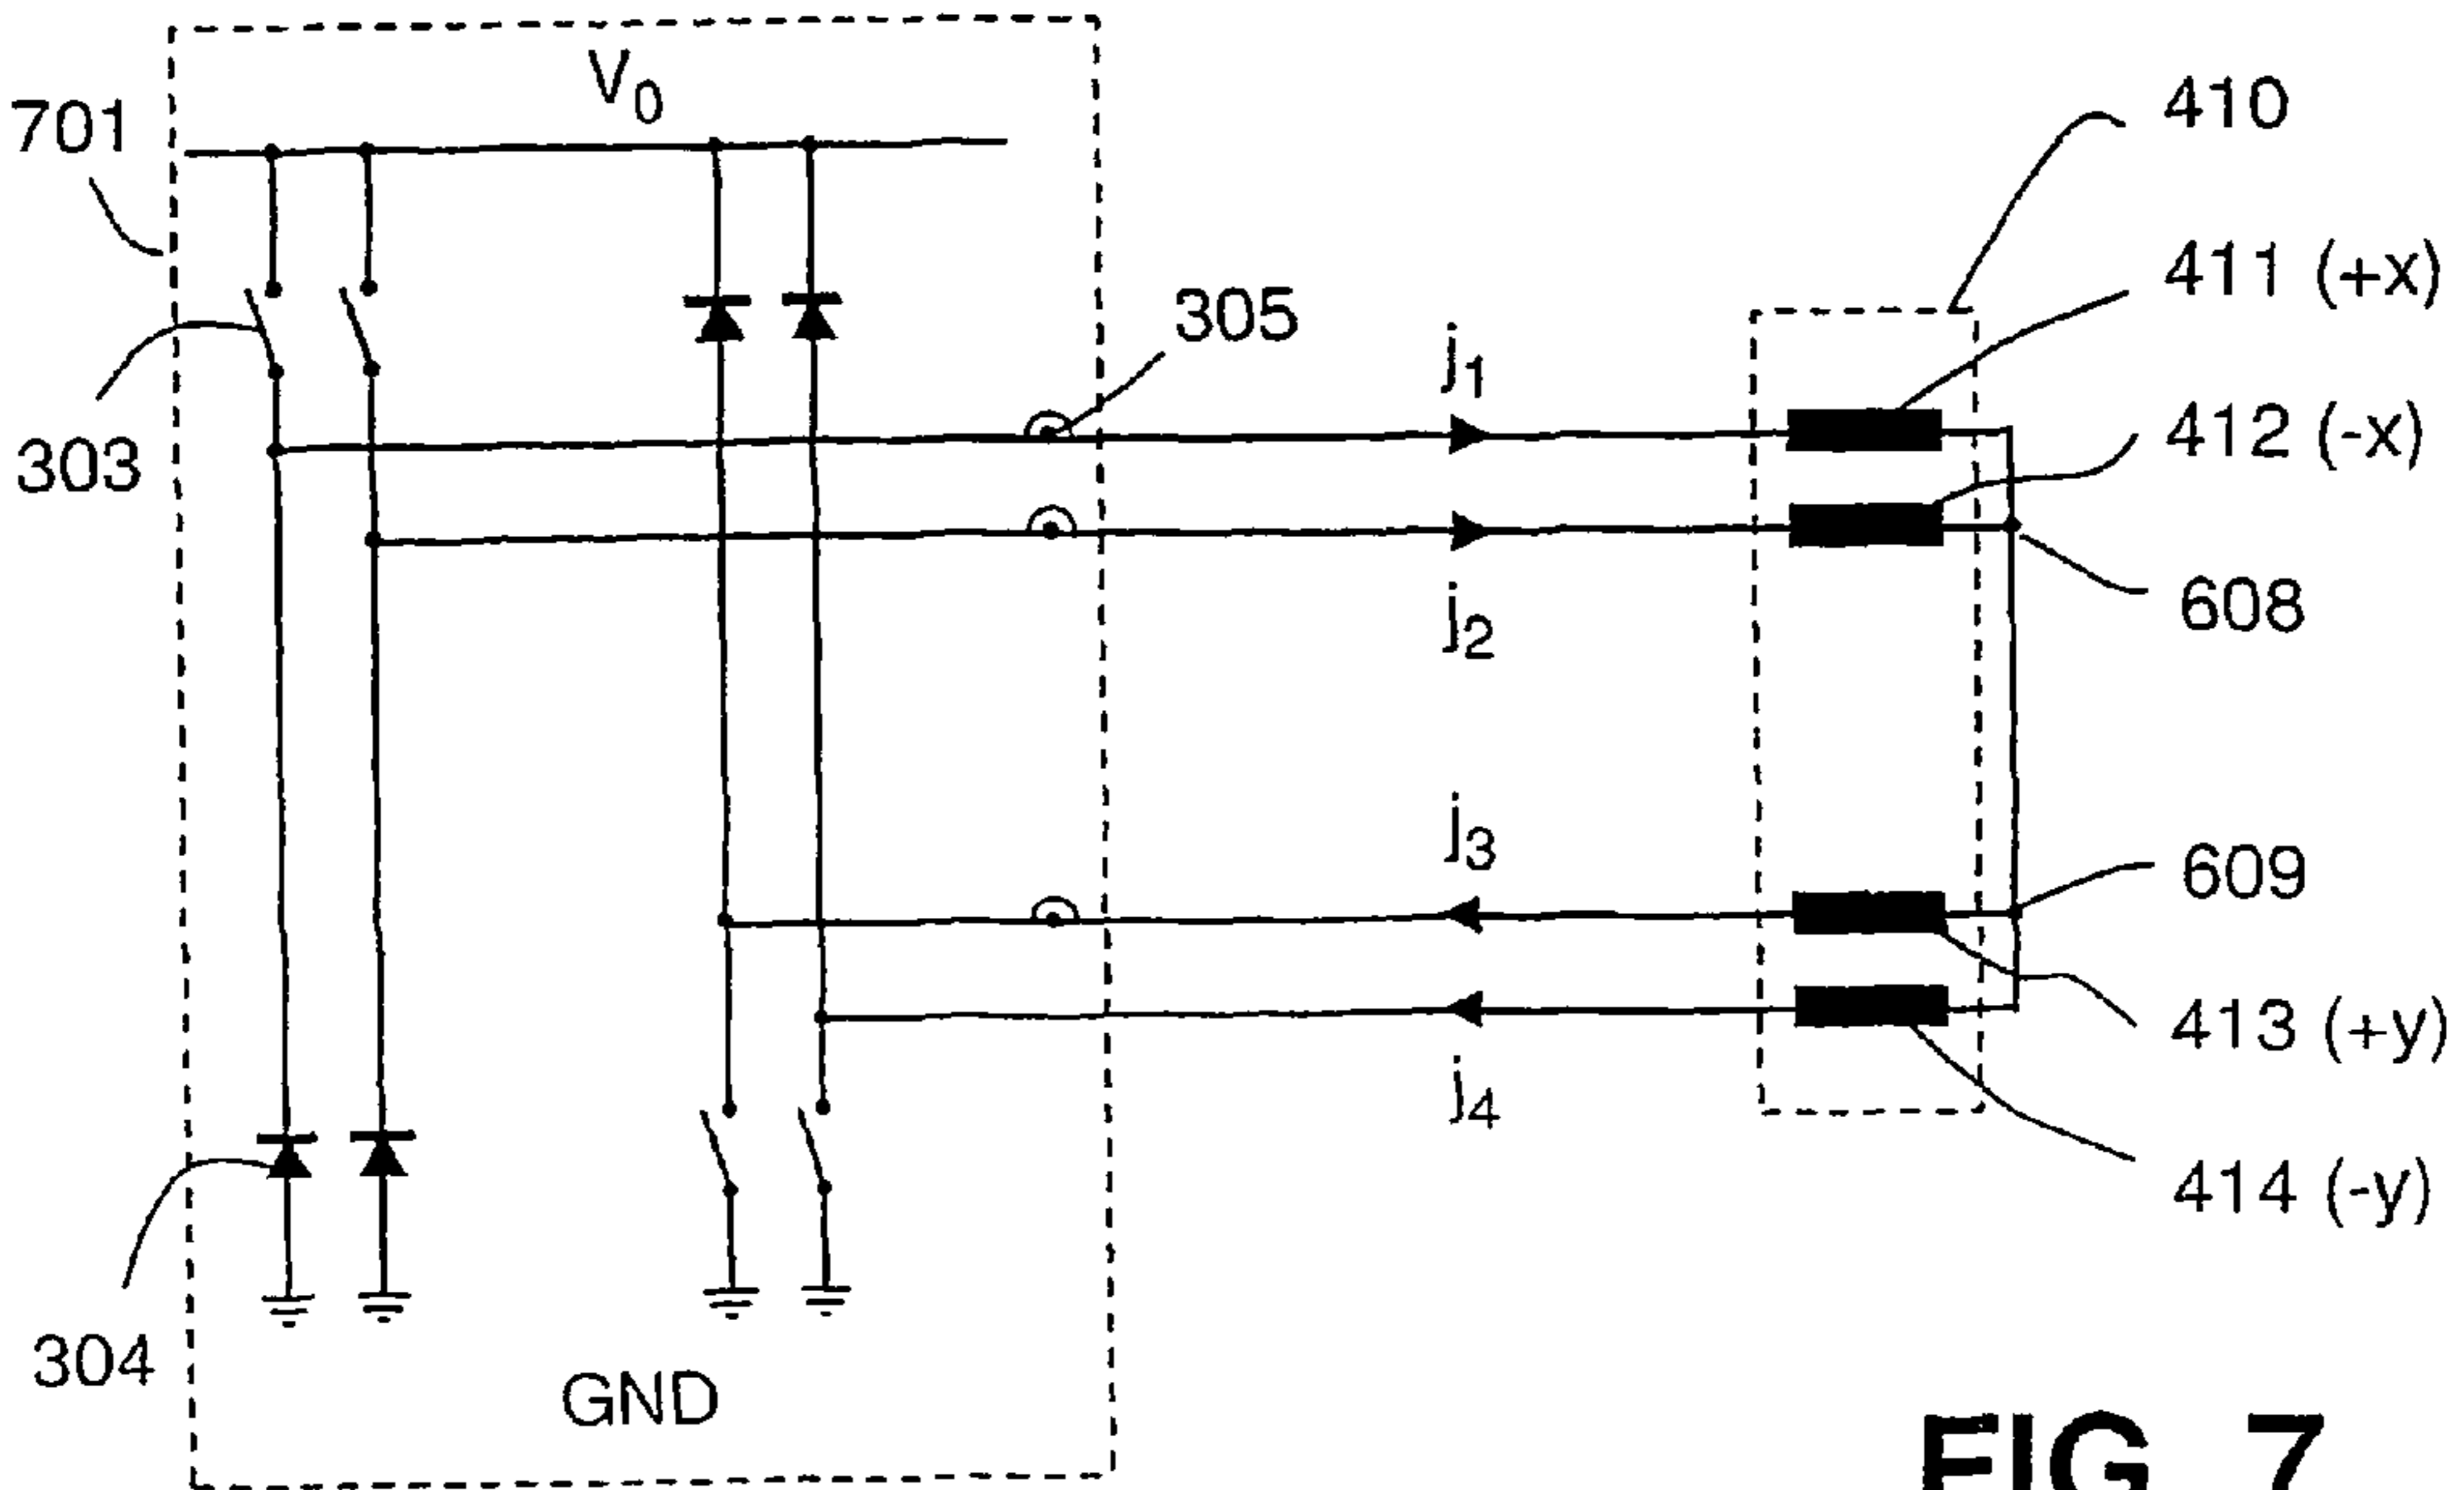 V0
701
410
411 (+x)
305
j1
412 (-x)
303
j2
608
j3
609
413 (+y)
j4
414 (-y)
304
GND
FIG 7